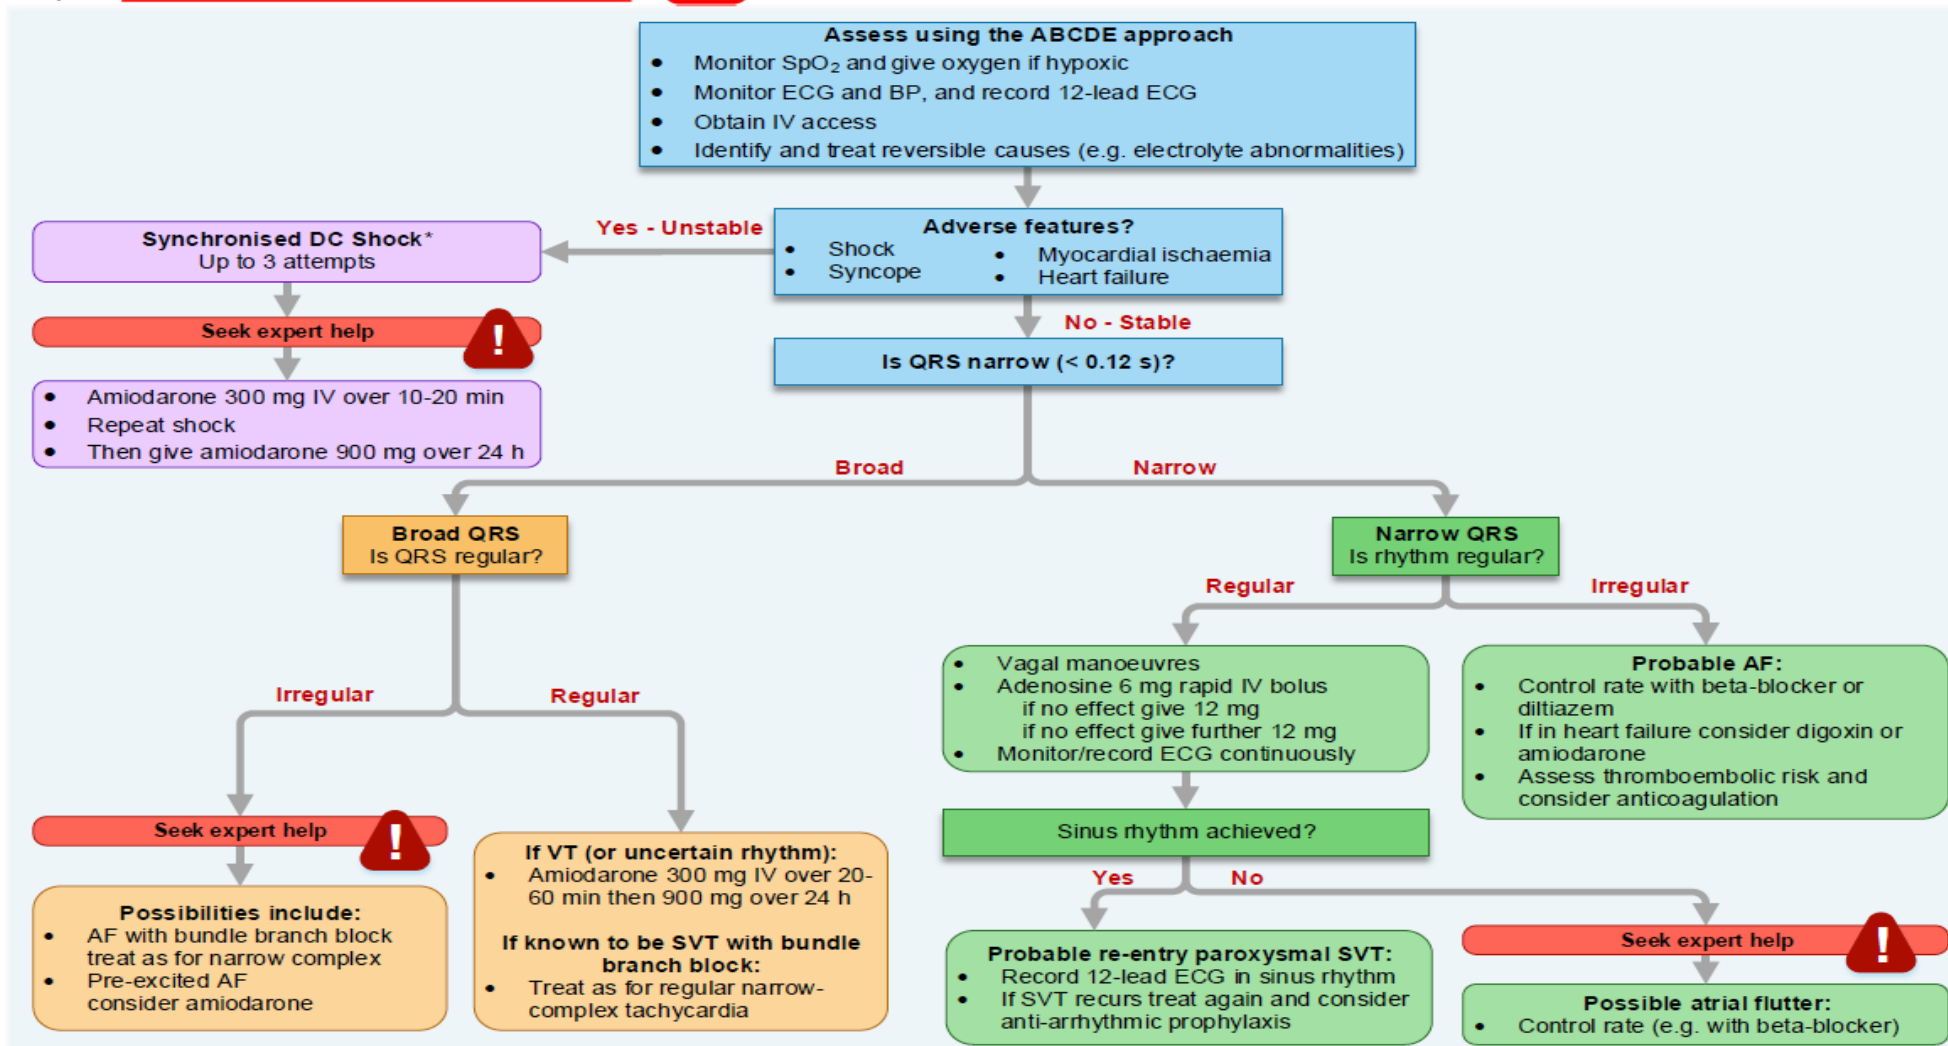 Assess using the ABCDE approach
• Monitor SpO₂ and give oxygen if hypoxic
• Monitor ECG and BP, and record 12-lead ECG
• Obtain IV access
• Identify and treat reversible causes (e.g. electrolyte abnormalities)
Yes - Unstable
Adverse features?
• Shock
• Syncope
• Myocardial ischaemia
• Heart failure
Synchronised DC Shock*
Up to 3 attempts
Seek expert help
!
• Amiodarone 300 mg IV over 10-20 min
• Repeat shock
• Then give amiodarone 900 mg over 24 h
No - Stable
Is QRS narrow (< 0.12 s)?
Broad
Narrow
Broad QRS
Is QRS regular?
Irregular
Regular
Seek expert help
!
Possibilities include:
• AF with bundle branch block
treat as for narrow complex
• Pre-excited AF
consider amiodarone
If VT (or uncertain rhythm):
• Amiodarone 300 mg IV over 20-
60 min then 900 mg over 24 h
If known to be SVT with bundle
branch block:
• Treat as for regular narrow-
complex tachycardia
Narrow QRS
Is rhythm regular?
Regular
Irregular
• Vagal manoeuvres
• Adenosine 6 mg rapid IV bolus
if no effect give 12 mg
if no effect give further 12 mg
• Monitor/record ECG continuously
Probable AF:
• Control rate with beta-blocker or
diltiazem
• If in heart failure consider digoxin or
amiodarone
• Assess thromboembolic risk and
consider anticoagulation
Sinus rhythm achieved?
Yes
No
Probable re-entry paroxysmal SVT:
• Record 12-lead ECG in sinus rhythm
• If SVT recurs treat again and consider
anti-arrhythmic prophylaxis
Seek expert help
!
Possible atrial flutter:
• Control rate (e.g. with beta-blocker)